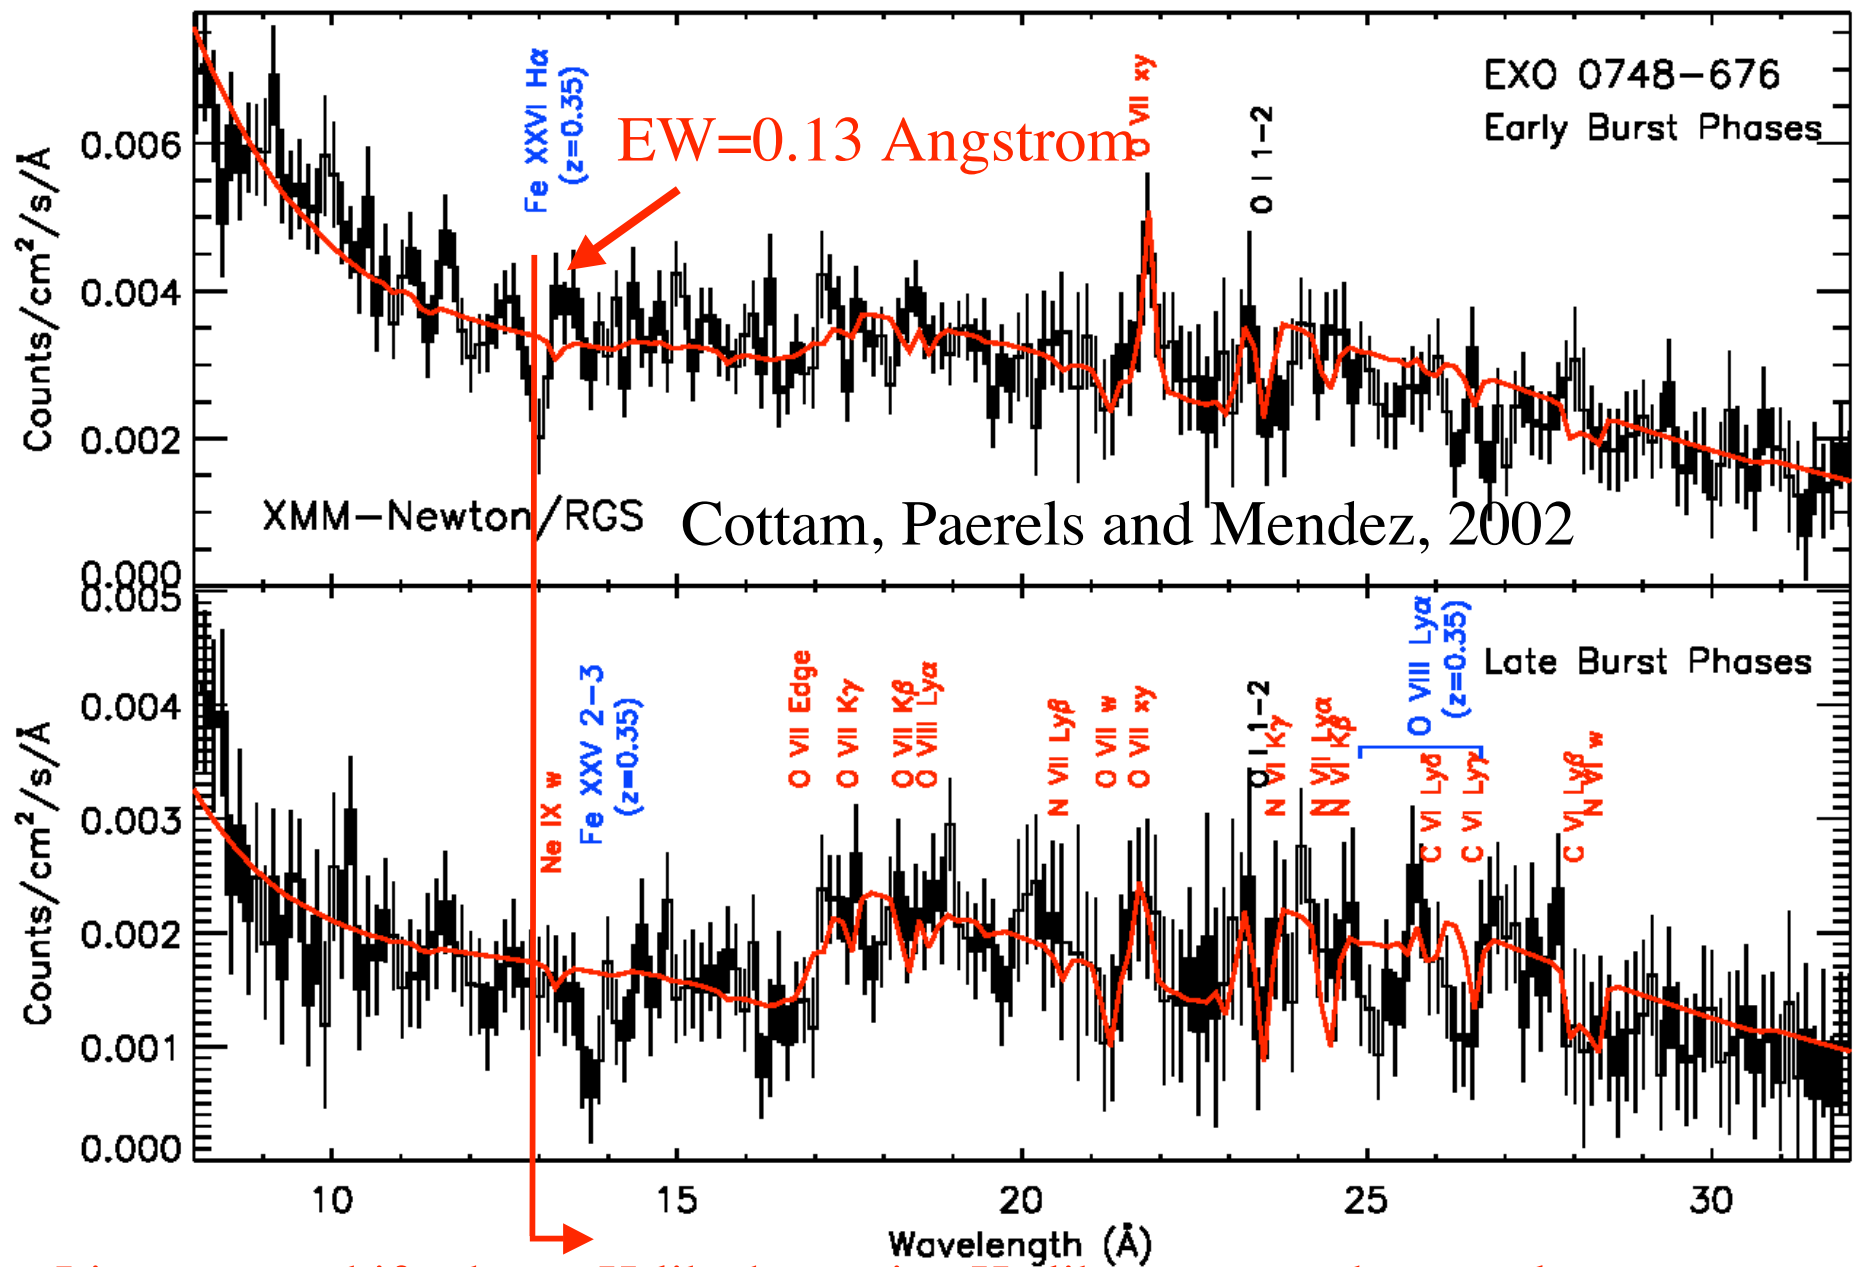 EXO 0748-676
Early Burst Phases
Fe XXVI Hα
(z=0.35)
EW=0.13 Angstrom
O VII xy
O I 1-2
Counts/cm²/s/Å
0.006
0.004
0.002
0.000
XMM-Newton/RGS
Cottam, Paerels and Mendez, 2002
Late Burst Phases
Counts/cm²/s/Å
0.005
0.004
0.003
0.002
0.001
0.000
Ne IX w
Fe XXV 2-3
(z=0.35)
O VII Edge
O VII Kγ
O VII Kβ
O VIII Lyα
N VII Lyβ
O VII w
O VII xy
O I 1-2
N VI Kγ
N VII Lyα
N VI Kβ
O VIII Lyα
(z=0.35)
C VI Lyδ
C VI Lyγ
C VI Lyβ
N VI w
10
15
20
25
30
Wavelength (Å)